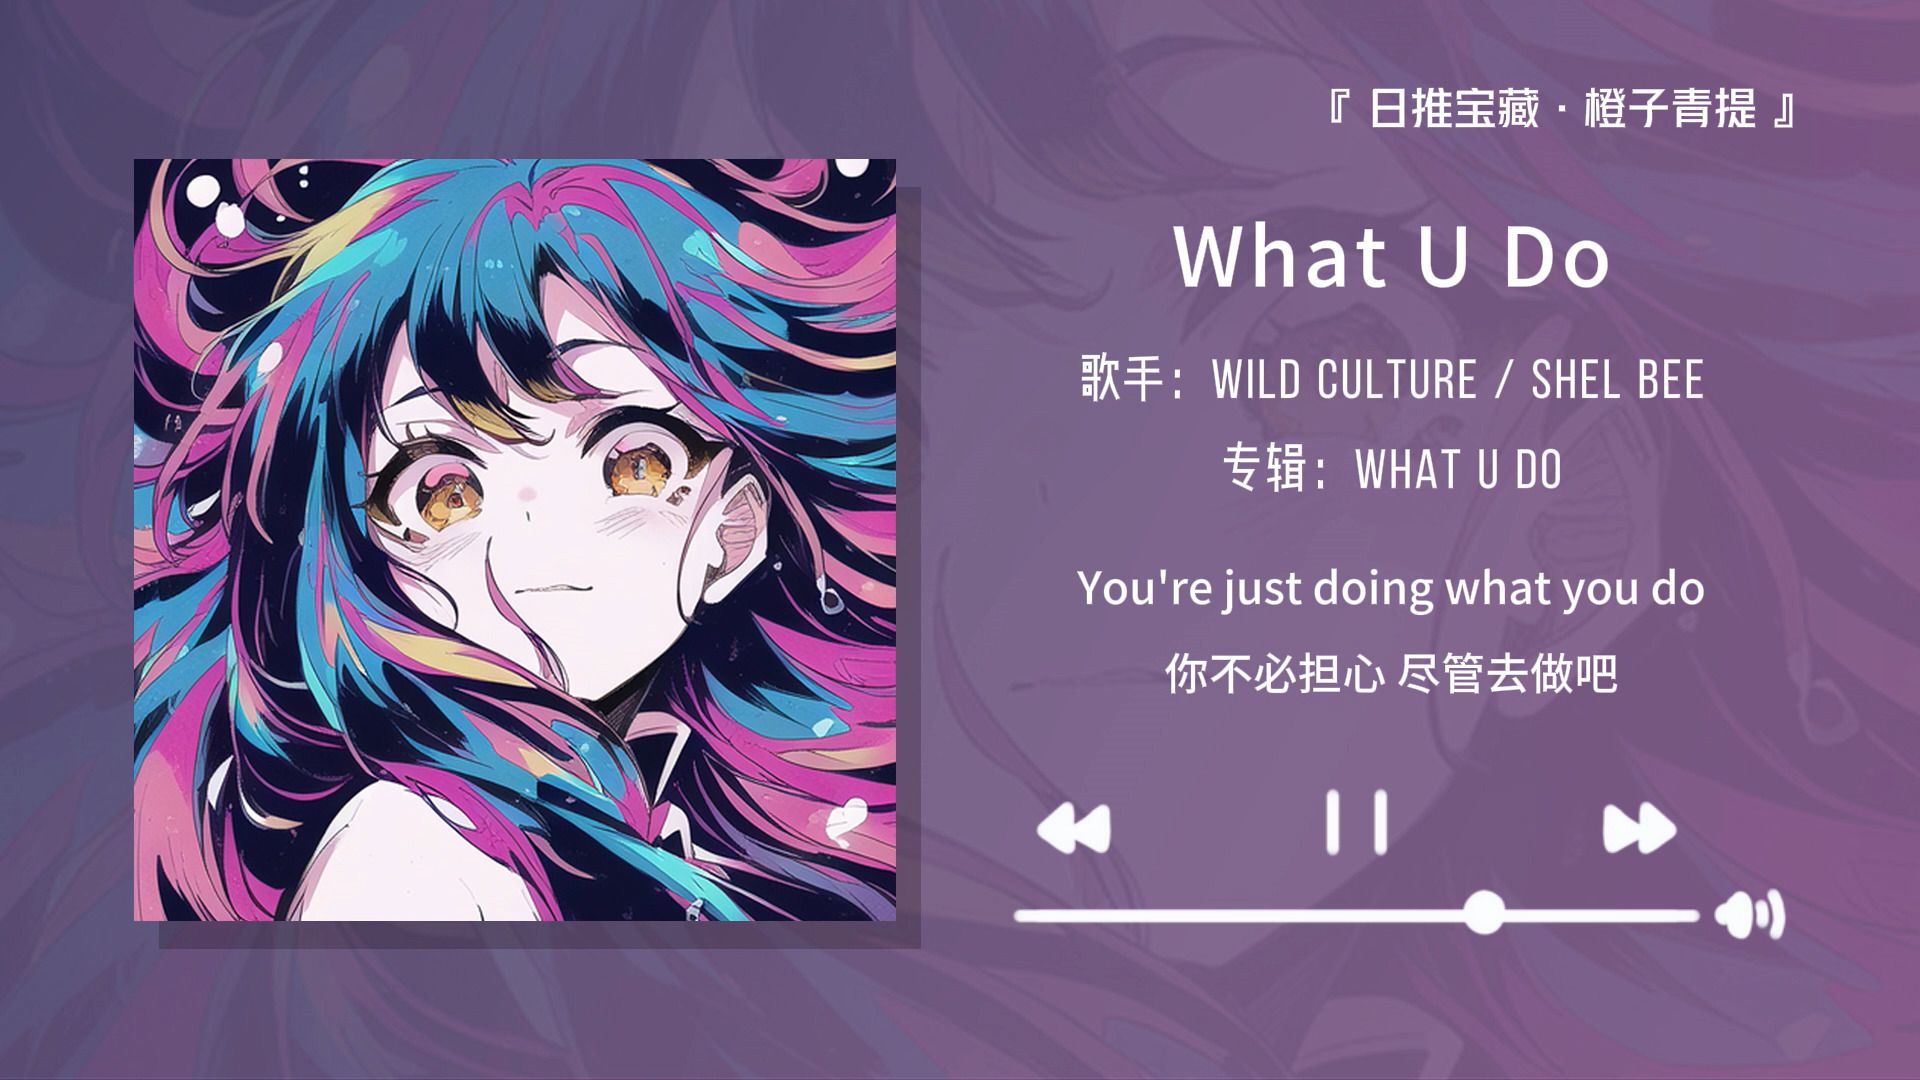 『 日推宝藏 · 橙子青提 』
What U Do
歌手：WILD CULTURE / SHEL BEE
专辑：WHAT U DO
You're just doing what you do
你不必担心 尽管去做吧